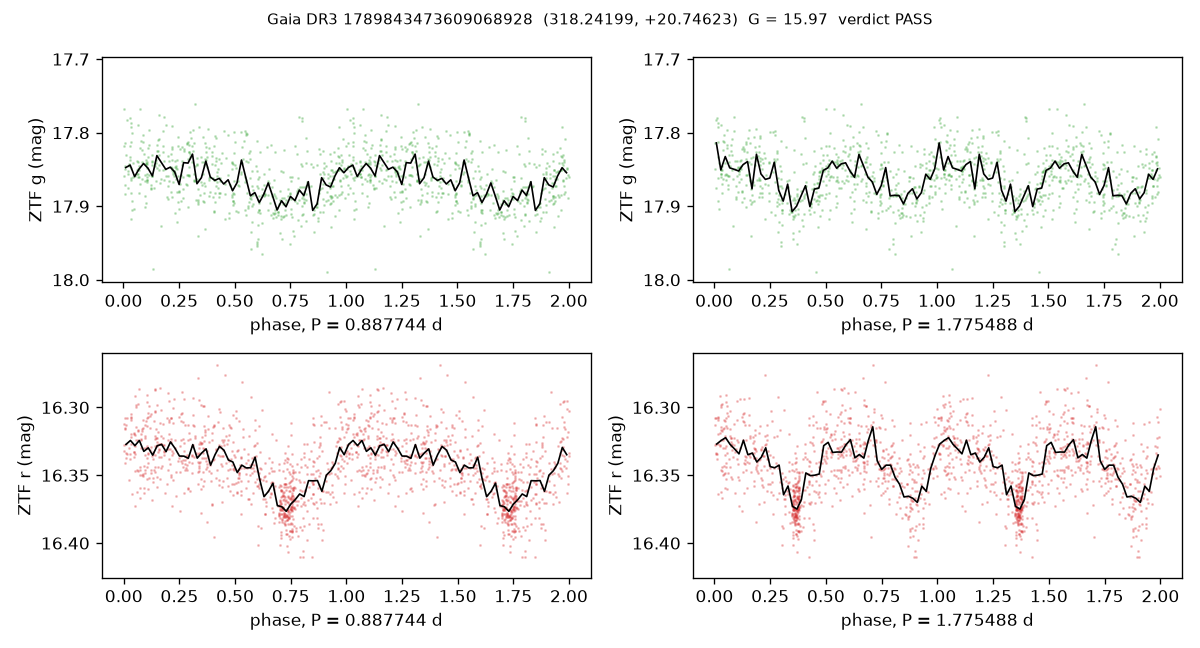 Gaia DR3 1789843473609068928  (318.24199, +20.74623)  G = 15.97  verdict PASS
ZTF g (mag)
17.7
17.8
17.9
18.0
0.00 0.25 0.50 0.75 1.00 1.25 1.50 1.75 2.00
phase, P = 0.887744 d
ZTF g (mag)
17.7
17.8
17.9
18.0
0.00 0.25 0.50 0.75 1.00 1.25 1.50 1.75 2.00
phase, P = 1.775488 d
ZTF r (mag)
16.30
16.35
16.40
0.00 0.25 0.50 0.75 1.00 1.25 1.50 1.75 2.00
phase, P = 0.887744 d
ZTF r (mag)
16.30
16.35
16.40
0.00 0.25 0.50 0.75 1.00 1.25 1.50 1.75 2.00
phase, P = 1.775488 d